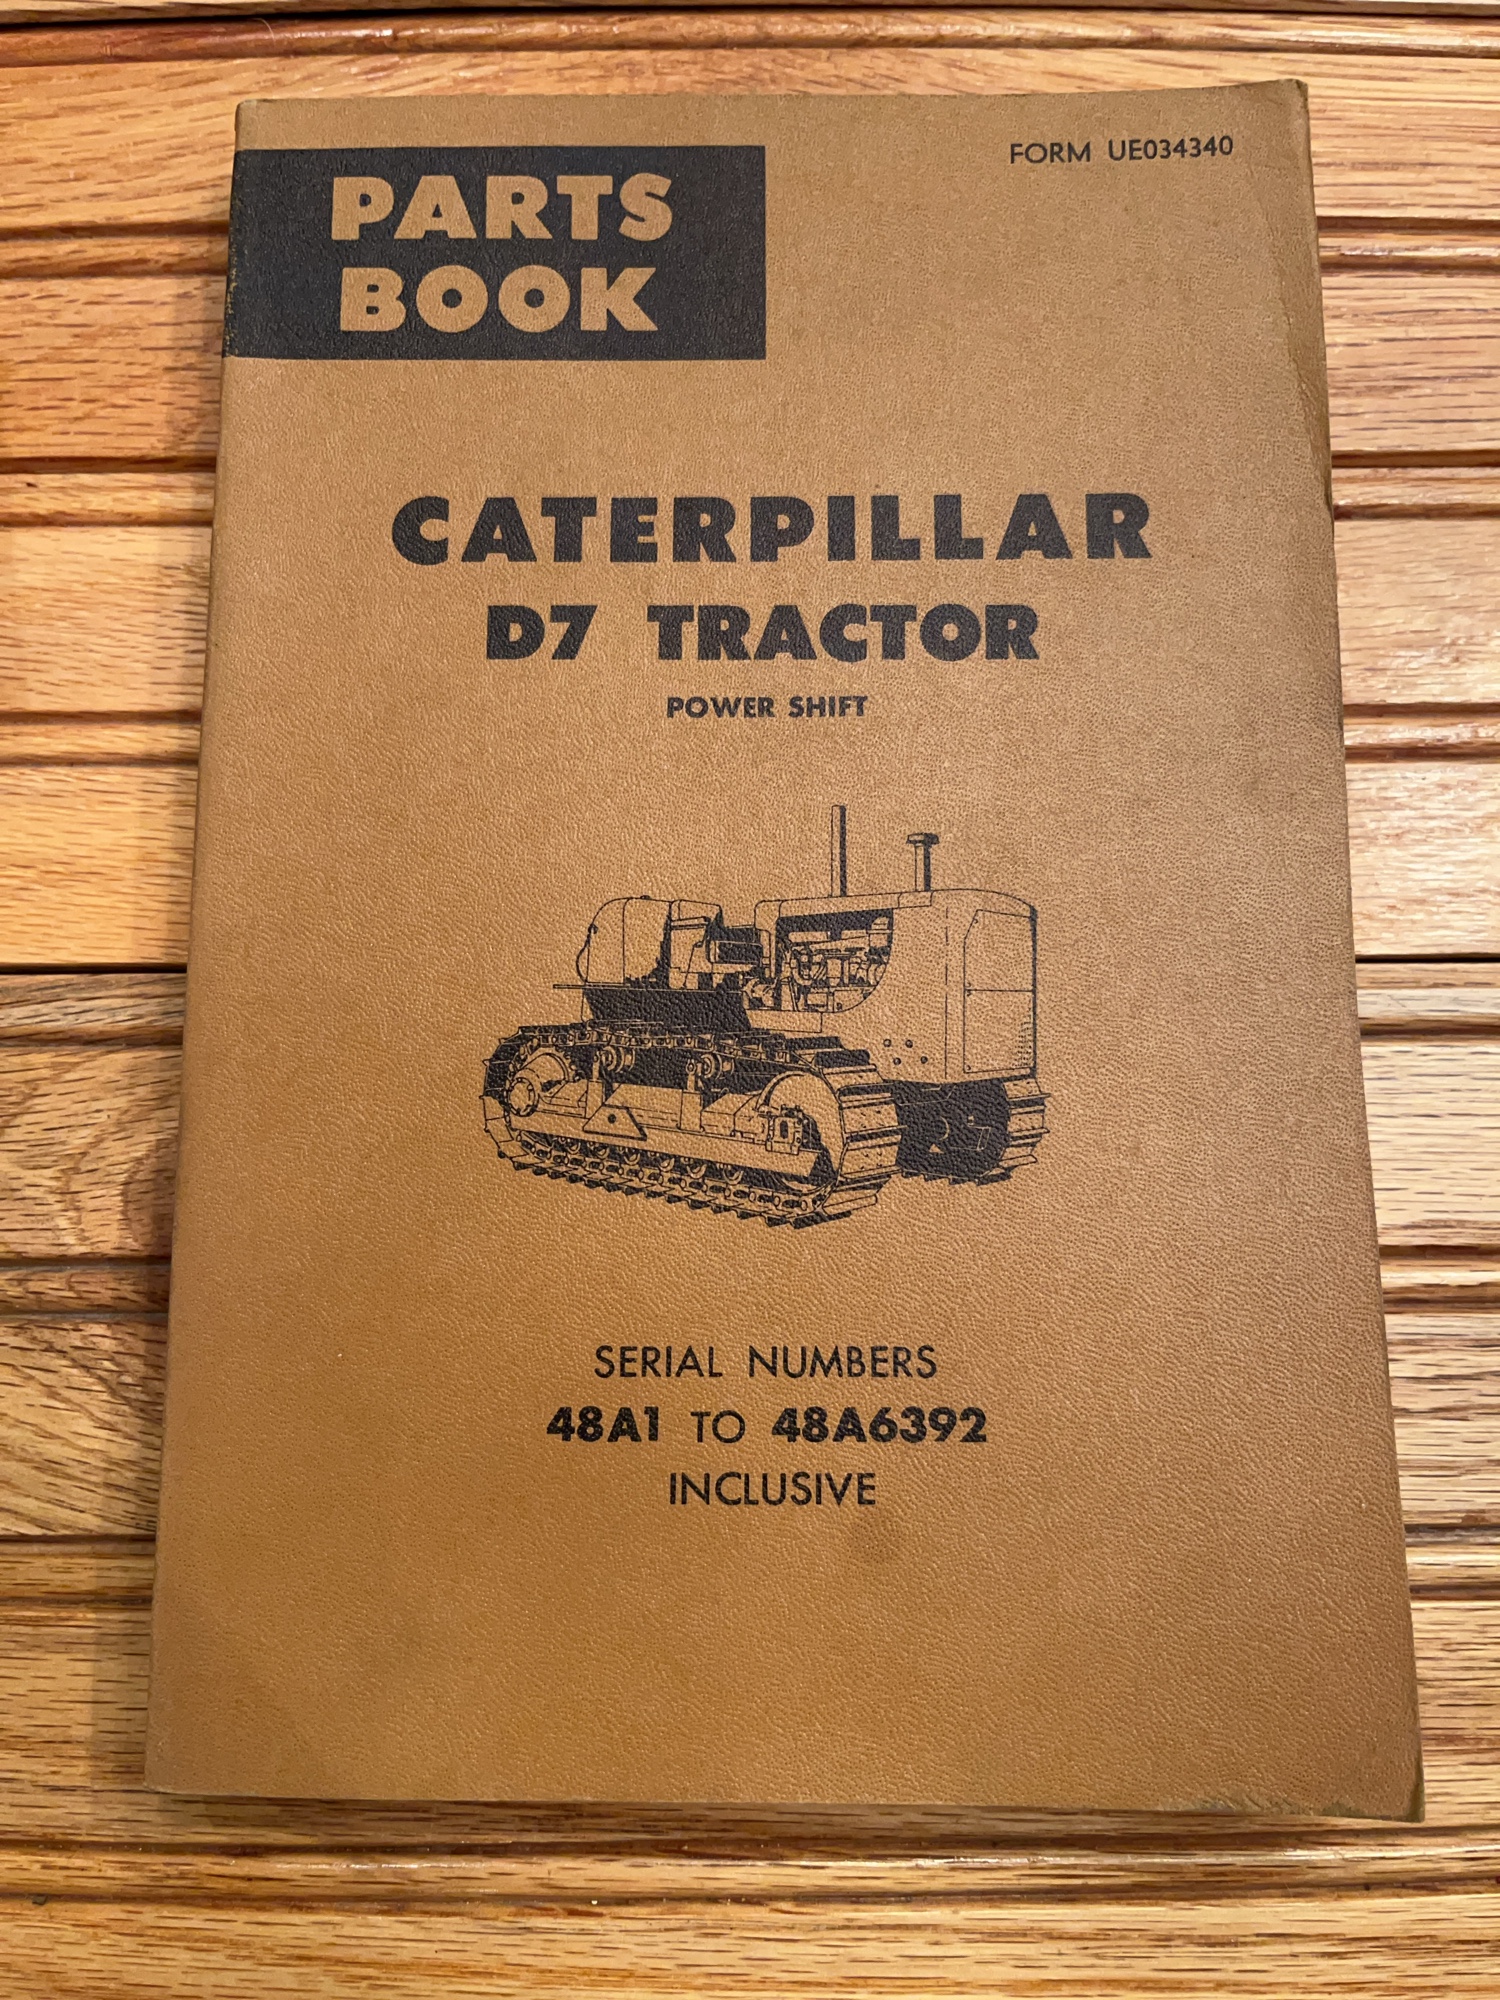 PARTS
BOOK
FORM UE034340
CATERPILLAR
D7 TRACTOR
POWER SHIFT
SERIAL NUMBERS
48A1 TO 48A6392
INCLUSIVE